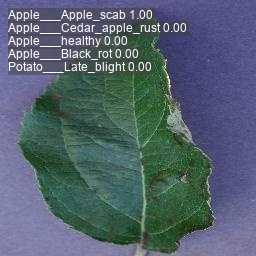 Apple___Apple_scab 1.00
Apple___Cedar_apple_rust 0.00
Apple___healthy 0.00
Apple___Black_rot 0.00
Potato___Late_blight 0.00